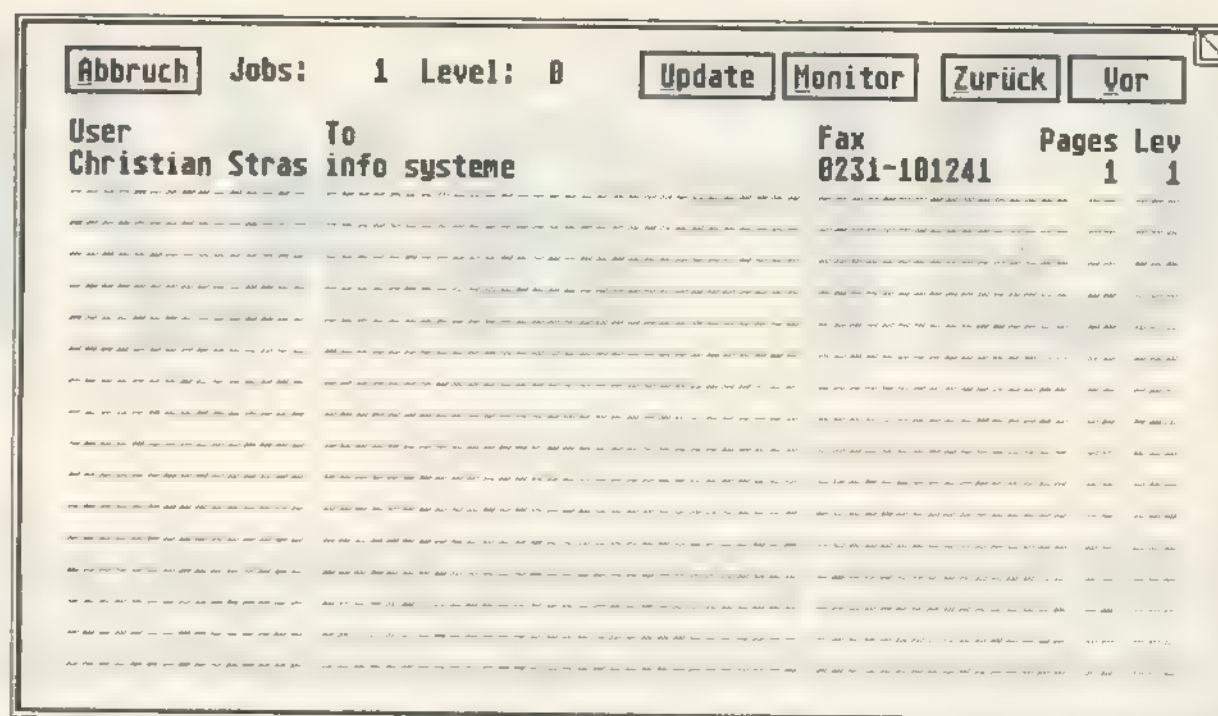 Abbruch Jobs: 1 Level: 0 Update Monitor Zurück Vor
User To Fax Pages Lev
Christian Stras info systeme 0231-101241 1 1